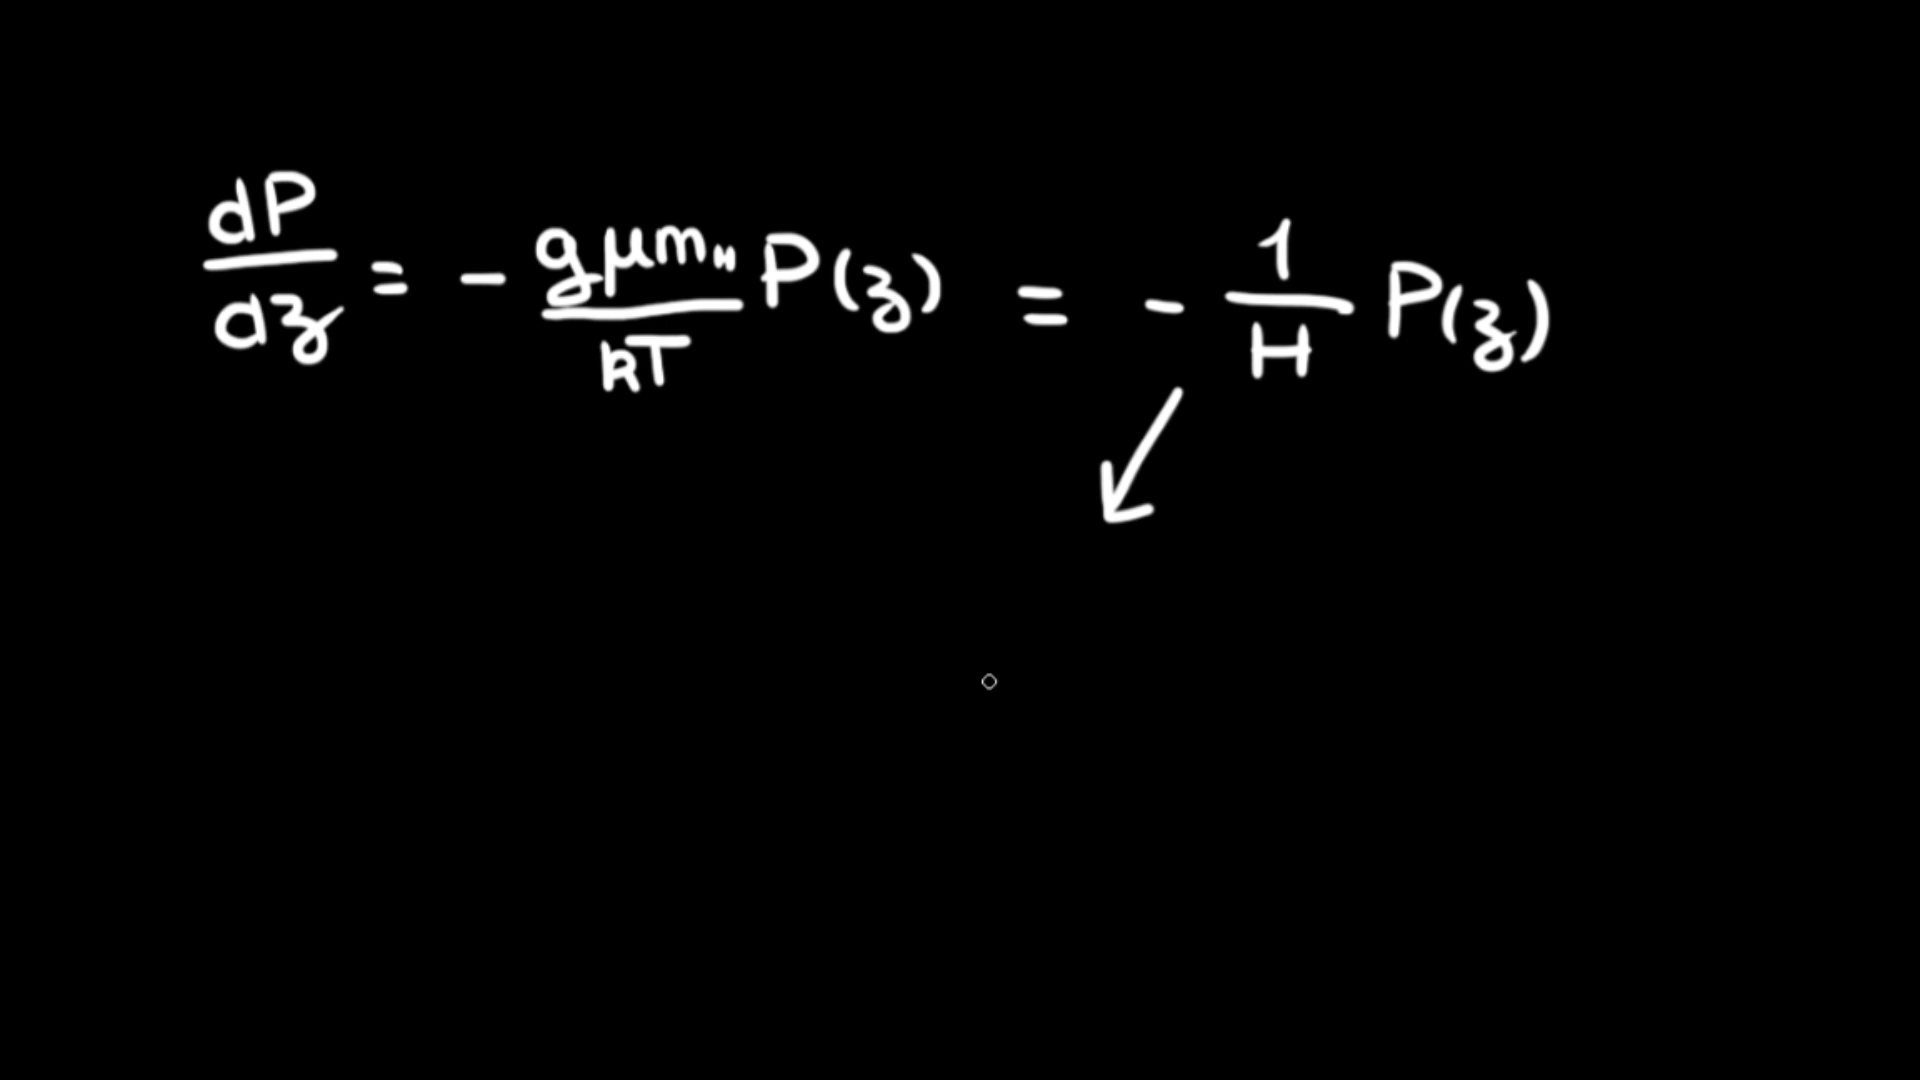 dP/dz = - gμm_H/kT P(z) = - 1/H P(z)